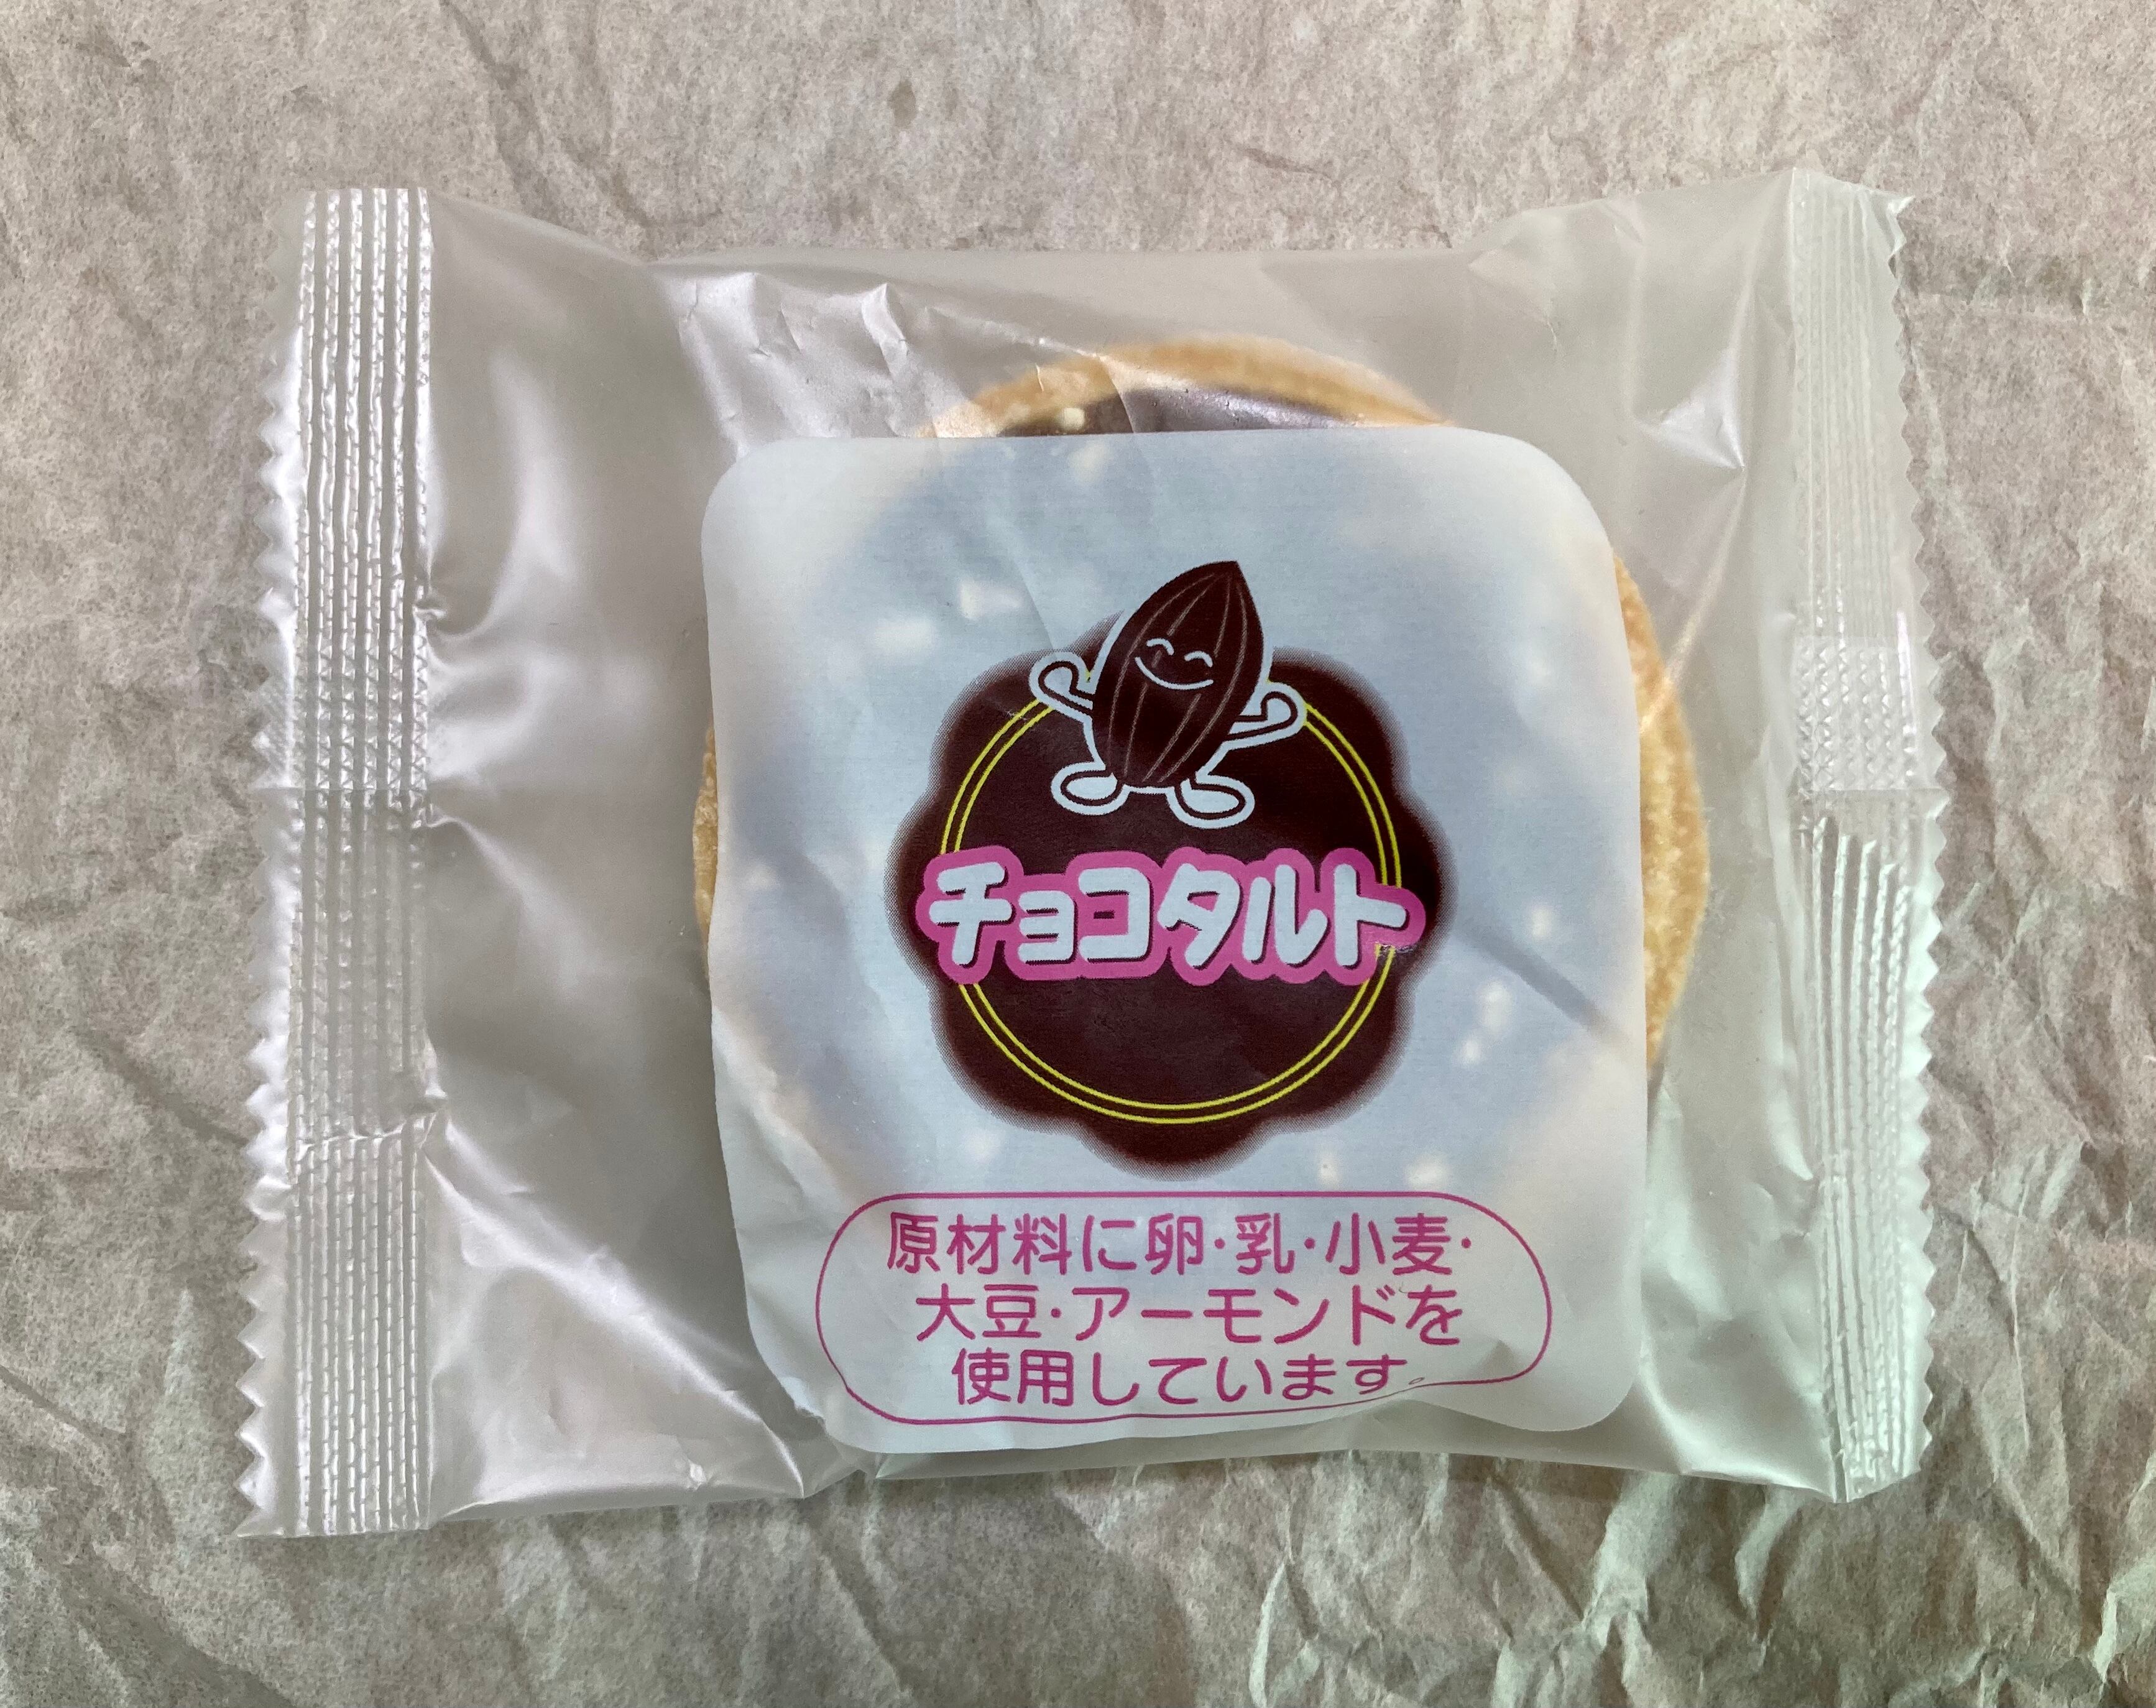 チョコタルト
原材料に卵・乳・小麦・
大豆・アーモンドを
使用しています。